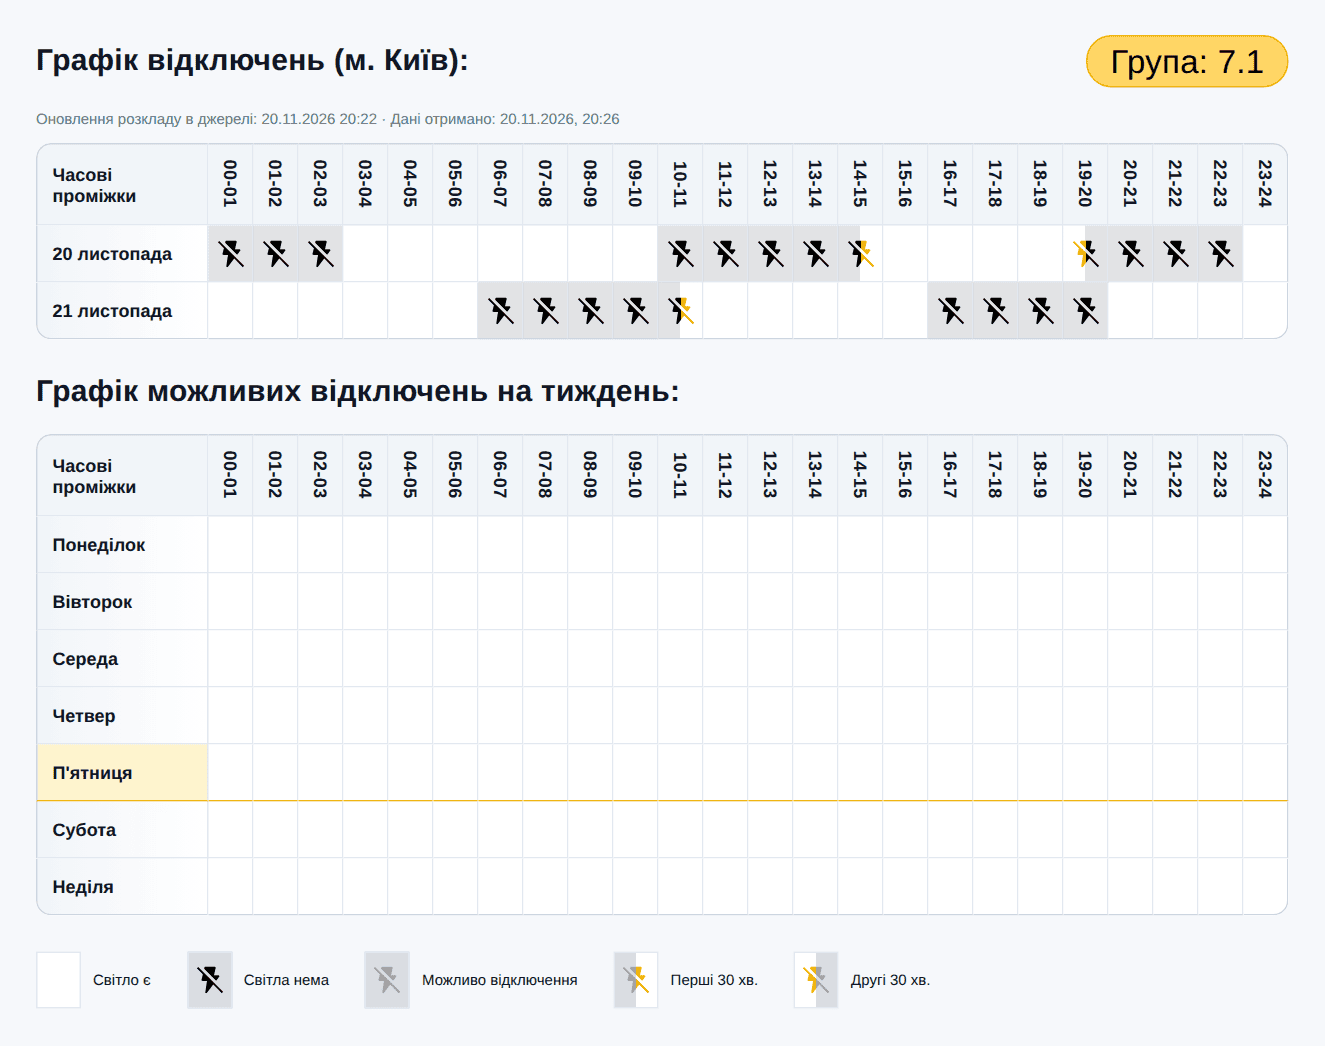 Графік відключень (м. Київ):
Група: 7.1
Оновлення розкладу в джерелі: 20.11.2026 20:22 · Дані отримано: 20.11.2026, 20:26
Часові проміжки 00-01 01-02 02-03 03-04 04-05 05-06 06-07 07-08 08-09 09-10 10-11 11-12 12-13 13-14 14-15 15-16 16-17 17-18 18-19 19-20 20-21 21-22 22-23 23-24
20 листопада
21 листопада
Графік можливих відключень на тиждень:
Часові проміжки 00-01 01-02 02-03 03-04 04-05 05-06 06-07 07-08 08-09 09-10 10-11 11-12 12-13 13-14 14-15 15-16 16-17 17-18 18-19 19-20 20-21 21-22 22-23 23-24
Понеділок
Вівторок
Середа
Четвер
П'ятниця
Субота
Неділя
Світло є Світла нема Можливо відключення Перші 30 хв. Другі 30 хв.